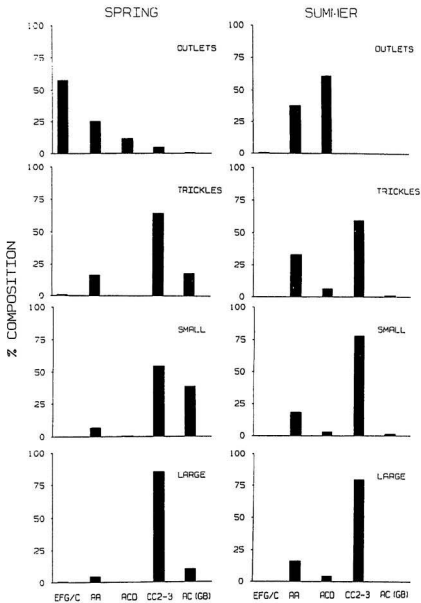 SPRING SUMMER
% COMPOSITION
100 100
OUTLETS OUTLETS
75 75
50 50
25 25
0 0
100 100
TRICKLES TRICKLES
75 75
50 50
25 25
0 0
100 100
SMALL SMALL
75 75
50 50
25 25
0 0
100 100
LARGE LARGE
75 75
50 50
25 25
0 0
EFG/C AA ACD CC2-3 AC (GB) EFG/C AA ACD CC2-3 AC (GB)